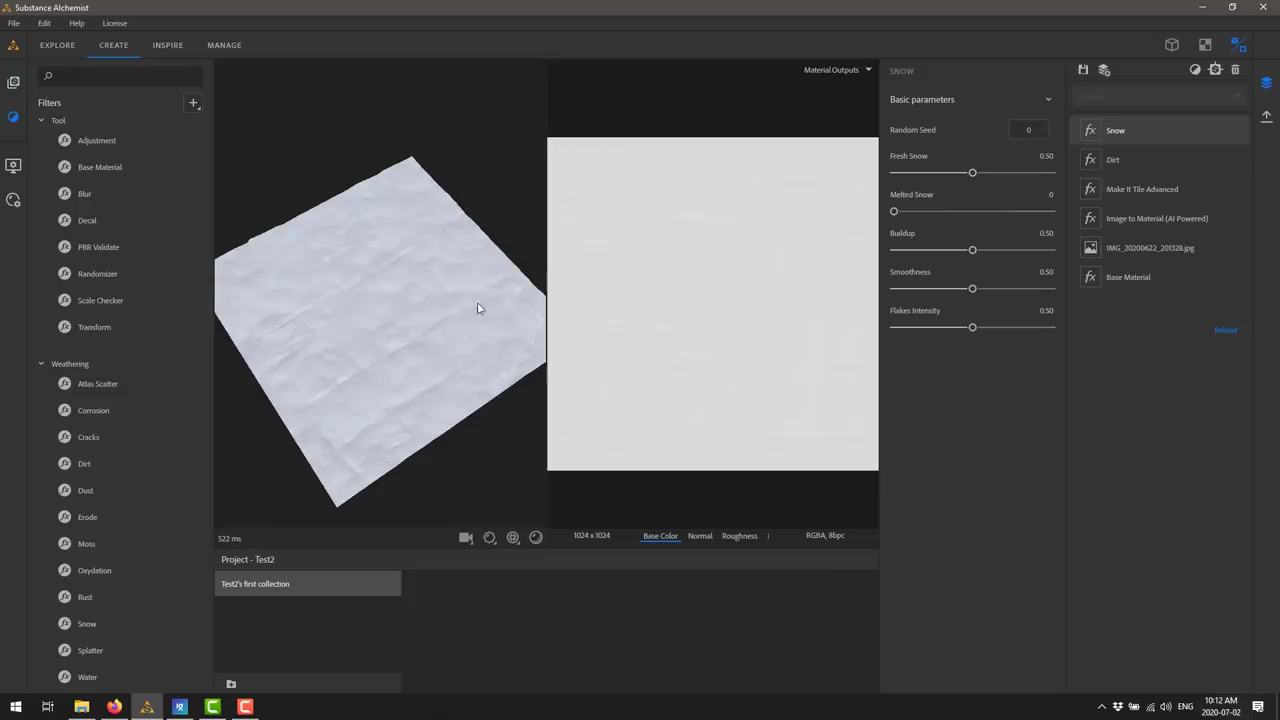 Substance Alchemist
File Edit Help License
EXPLORE CREATE INSPIRE MANAGE
Filters
Tool
Adjustment
Base Material
Blur
Decal
PBR Validate
Randomizer
Scale Checker
Transform
Weathering
Atlas Scatter
Corrosion
Cracks
Dirt
Dust
Erode
Moss
Oxydation
Rust
Snow
Splatter
Water
522 ms
Material Outputs
1024 x 1024 Base Color Normal Roughness RGBA, 8bpc
Project - Test2
Test2's first collection
SNOW
Basic parameters
Random Seed 0
Fresh Snow 0.50
Melted Snow 0
Buildup 0.50
Smoothness 0.50
Flakes Intensity 0.50
Snow
Dirt
Make It Tile Advanced
Image to Material (AI Powered)
IMG_20200622_201328.jpg
Base Material
Reload
ENG
10:12 AM
2020-07-02